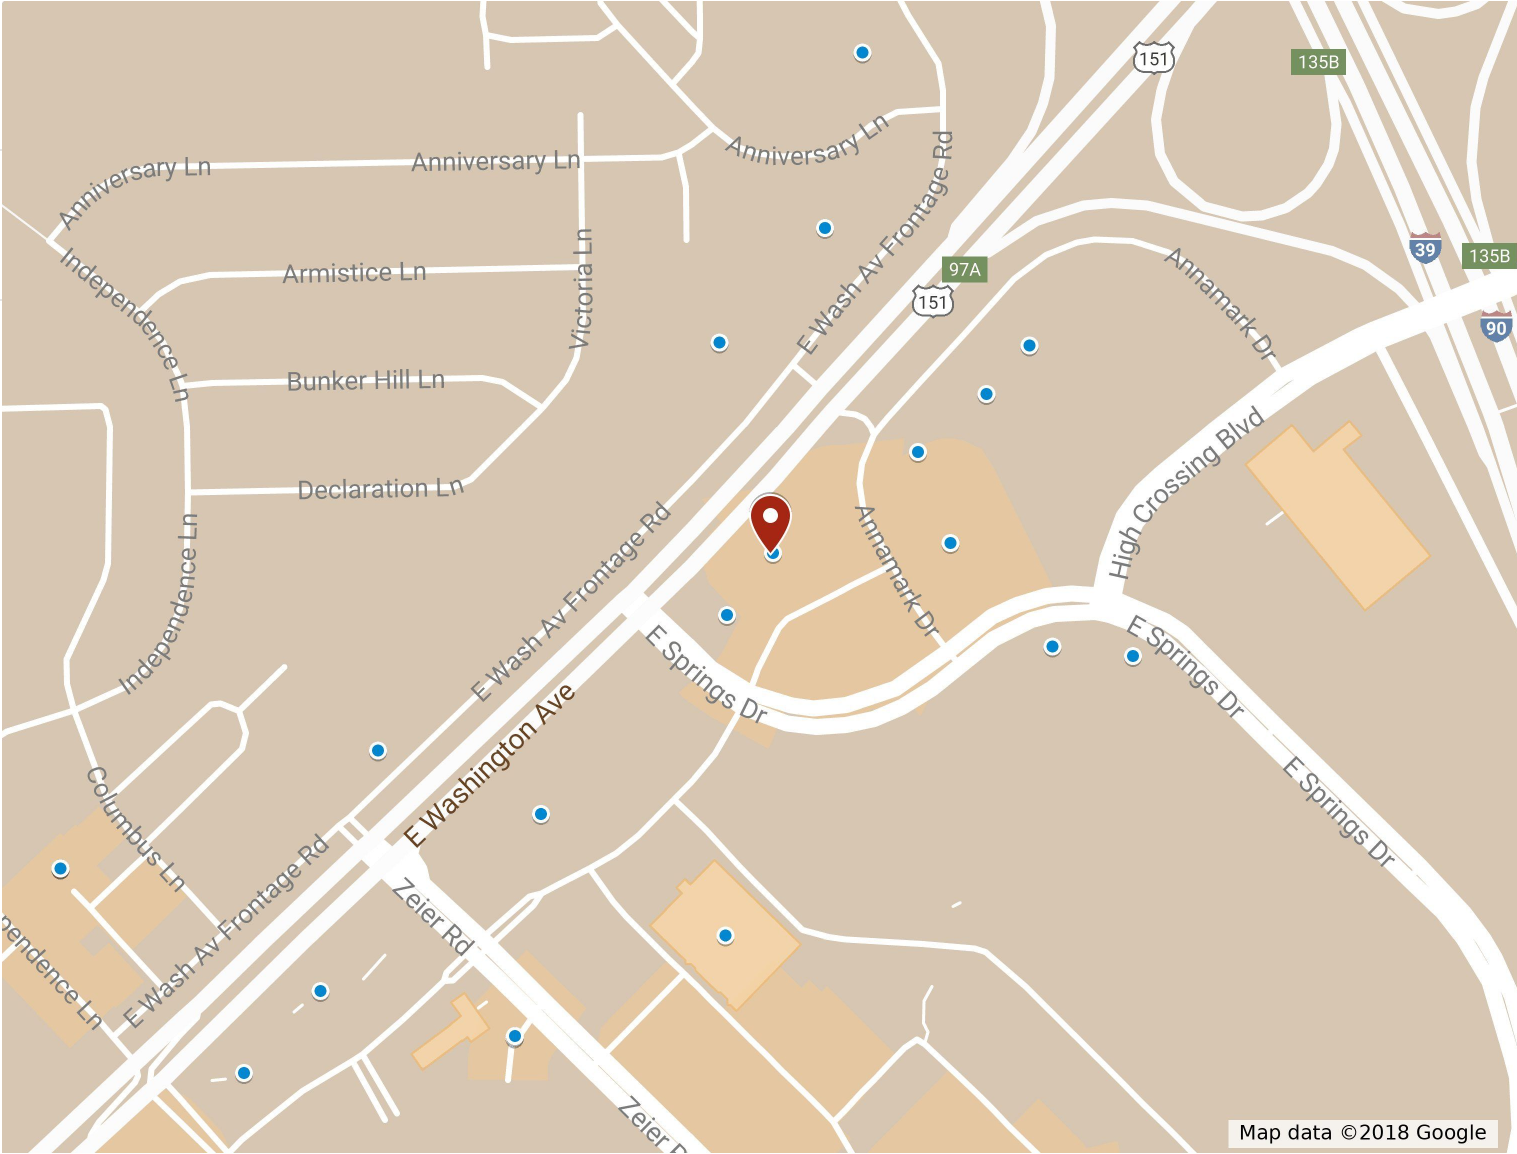 151
135B
Anniversary Ln
Anniversary Ln
Anniversary Ln
E Wash Av Frontage Rd
Independence Ln
Armistice Ln
Victoria Ln
97A
151
Annamark Dr
39
135B
90
Bunker Hill Ln
High Crossing Blvd
Declaration Ln
Independence Ln
E Wash Av Frontage Rd
Annamark Dr
E Springs Dr
E Springs Dr
E Washington Ave
E Springs Dr
Columbus Ln
E Wash Av Frontage Rd
Zeier Rd
pendence Ln
Zeier R
Map data ©2018 Google